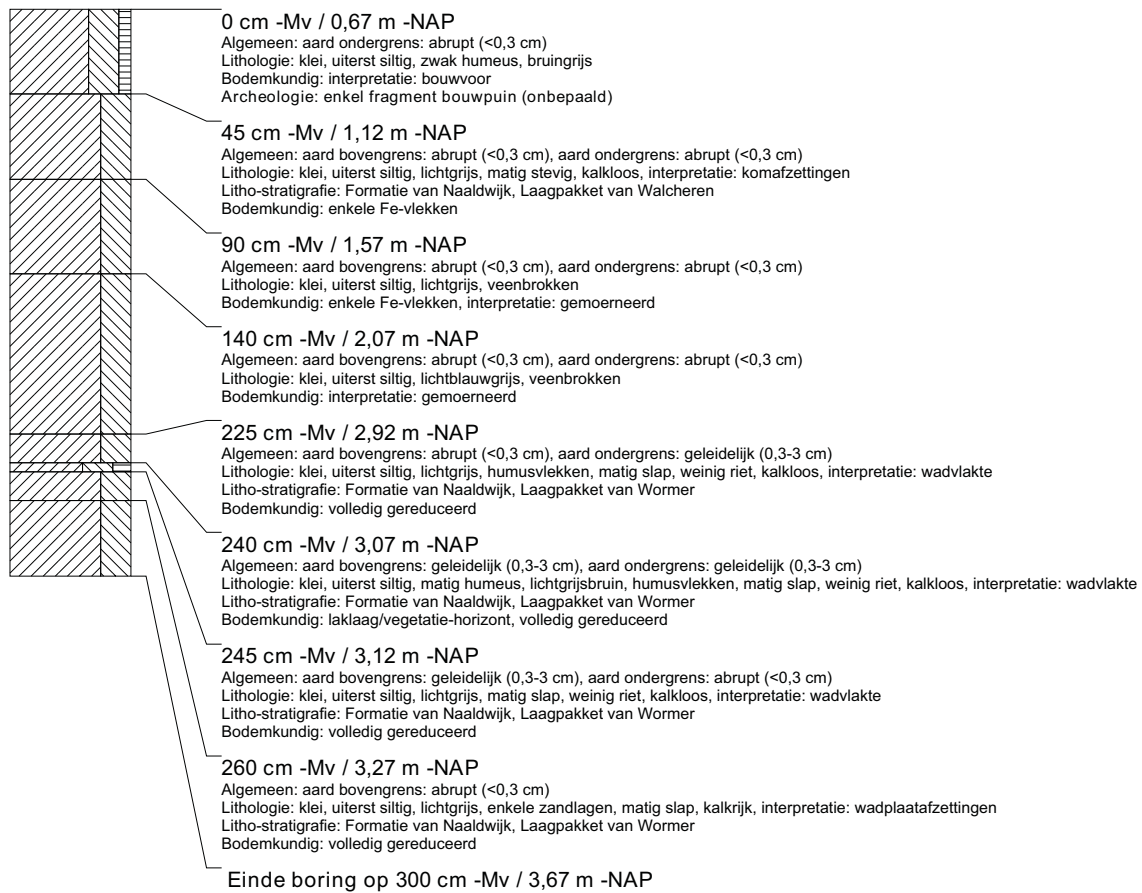 0 cm -Mv / 0,67 m -NAP
Algemeen: aard ondergrens: abrupt (<0,3 cm)
Lithologie: klei, uiterst siltig, zwak humeus, bruingrijs
Bodemkundig: interpretatie: bouwvoor
Archeologie: enkel fragment bouwpuin (onbepaald)
45 cm -Mv / 1,12 m -NAP
Algemeen: aard bovengrens: abrupt (<0,3 cm), aard ondergrens: abrupt (<0,3 cm)
Lithologie: klei, uiterst siltig, lichtgrijs, matig stevig, kalkloos, interpretatie: komafzettingen
Litho-stratigrafie: Formatie van Naaldwijk, Laagpakket van Walcheren
Bodemkundig: enkele Fe-vlekken
90 cm -Mv / 1,57 m -NAP
Algemeen: aard bovengrens: abrupt (<0,3 cm), aard ondergrens: abrupt (<0,3 cm)
Lithologie: klei, uiterst siltig, lichtgrijs, veenbrokken
Bodemkundig: enkele Fe-vlekken, interpretatie: gemoerneerd
140 cm -Mv / 2,07 m -NAP
Algemeen: aard bovengrens: abrupt (<0,3 cm), aard ondergrens: abrupt (<0,3 cm)
Lithologie: klei, uiterst siltig, lichtblauwgrijs, veenbrokken
Bodemkundig: interpretatie: gemoerneerd
225 cm -Mv / 2,92 m -NAP
Algemeen: aard bovengrens: abrupt (<0,3 cm), aard ondergrens: geleidelijk (0,3-3 cm)
Lithologie: klei, uiterst siltig, lichtgrijs, humusvlekken, matig slap, weinig riet, kalkloos, interpretatie: wadvlakte
Litho-stratigrafie: Formatie van Naaldwijk, Laagpakket van Wormer
Bodemkundig: volledig gereduceerd
240 cm -Mv / 3,07 m -NAP
Algemeen: aard bovengrens: geleidelijk (0,3-3 cm), aard ondergrens: geleidelijk (0,3-3 cm)
Lithologie: klei, uiterst siltig, matig humeus, lichtgrijsbruin, humusvlekken, matig slap, weinig riet, kalkloos, interpretatie: wadvlakte
Litho-stratigrafie: Formatie van Naaldwijk, Laagpakket van Wormer
Bodemkundig: laklaag/vegetatie-horizont, volledig gereduceerd
245 cm -Mv / 3,12 m -NAP
Algemeen: aard bovengrens: geleidelijk (0,3-3 cm), aard ondergrens: abrupt (<0,3 cm)
Lithologie: klei, uiterst siltig, lichtgrijs, matig slap, weinig riet, kalkloos, interpretatie: wadvlakte
Litho-stratigrafie: Formatie van Naaldwijk, Laagpakket van Wormer
Bodemkundig: volledig gereduceerd
260 cm -Mv / 3,27 m -NAP
Algemeen: aard bovengrens: abrupt (<0,3 cm)
Lithologie: klei, uiterst siltig, lichtgrijs, enkele zandlagen, matig slap, kalkrijk, interpretatie: wadplaatafzettingen
Litho-stratigrafie: Formatie van Naaldwijk, Laagpakket van Wormer
Bodemkundig: volledig gereduceerd
Einde boring op 300 cm -Mv / 3,67 m -NAP